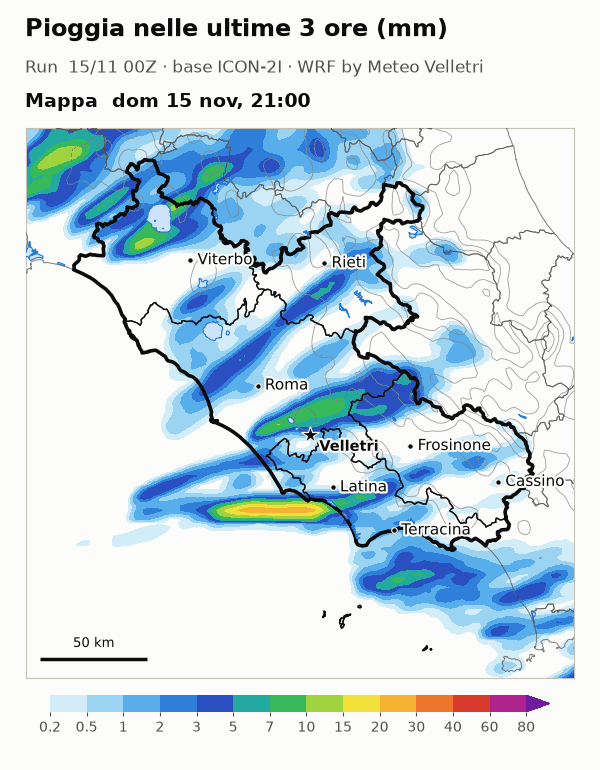 Pioggia nelle ultime 3 ore (mm)
Run  15/11 00Z · base ICON-2I · WRF by Meteo Velletri
Mappa  dom 15 nov, 21:00
Viterbo
Rieti
Roma
Velletri
Frosinone
Latina
Cassino
Terracina
50 km
0.2 0.5 1 2 3 5 7 10 15 20 30 40 60 80